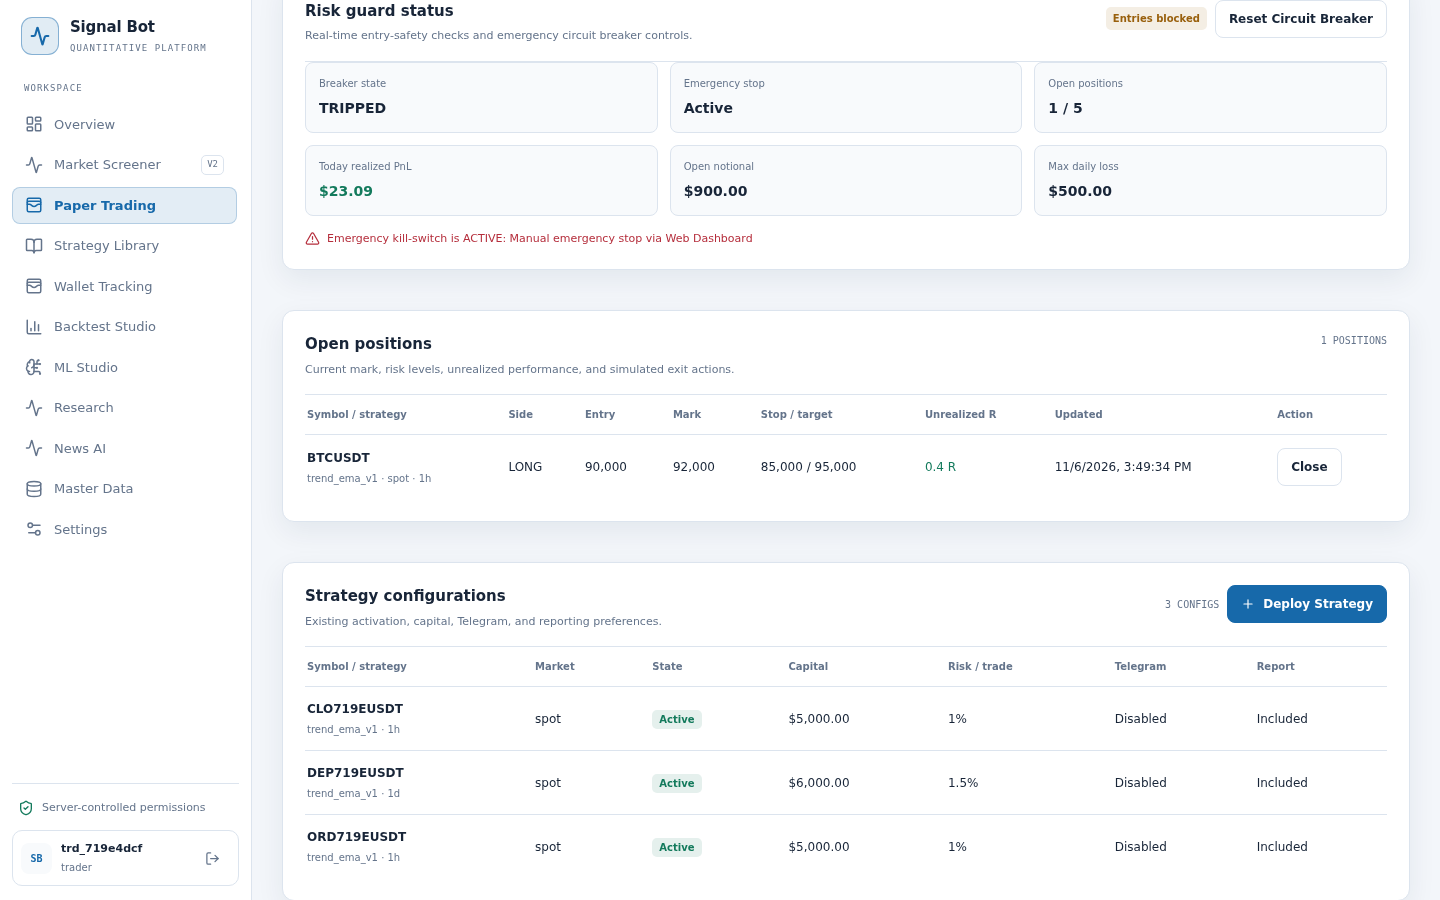 Signal Bot
QUANTITATIVE PLATFORM
WORKSPACE
Overview
Market Screener V2
Paper Trading
Strategy Library
Wallet Tracking
Backtest Studio
ML Studio
Research
News AI
Master Data
Settings
Server-controlled permissions
SB trd_719e4dcf
trader
Risk guard status
Real-time entry-safety checks and emergency circuit breaker controls.
Entries blocked Reset Circuit Breaker
Breaker state Emergency stop Open positions
TRIPPED Active 1 / 5
Today realized PnL Open notional Max daily loss
$23.09 $900.00 $500.00
Emergency kill-switch is ACTIVE: Manual emergency stop via Web Dashboard
Open positions 1 POSITIONS
Current mark, risk levels, unrealized performance, and simulated exit actions.
Symbol / strategy Side Entry Mark Stop / target Unrealized R Updated Action
BTCUSDT LONG 90,000 92,000 85,000 / 95,000 0.4 R 11/6/2026, 3:49:34 PM Close
trend_ema_v1 · spot · 1h
Strategy configurations 3 CONFIGS Deploy Strategy
Existing activation, capital, Telegram, and reporting preferences.
Symbol / strategy Market State Capital Risk / trade Telegram Report
CLO719EUSDT spot Active $5,000.00 1% Disabled Included
trend_ema_v1 · 1h
DEP719EUSDT spot Active $6,000.00 1.5% Disabled Included
trend_ema_v1 · 1d
ORD719EUSDT spot Active $5,000.00 1% Disabled Included
trend_ema_v1 · 1h